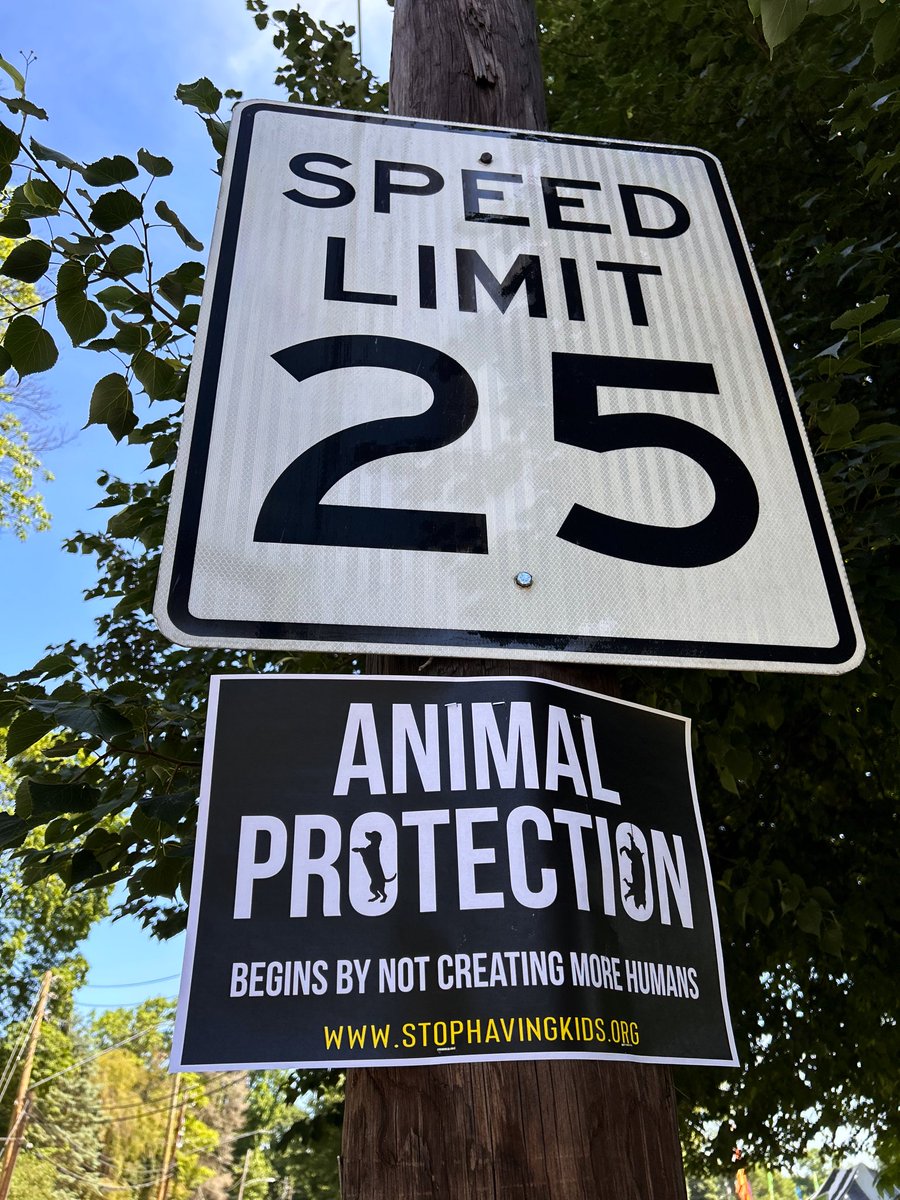 SPEED
LIMIT
25
ANIMAL
PROTECTION
BEGINS BY NOT CREATING MORE HUMANS
WWW.STOPHAVINGKIDS.ORG